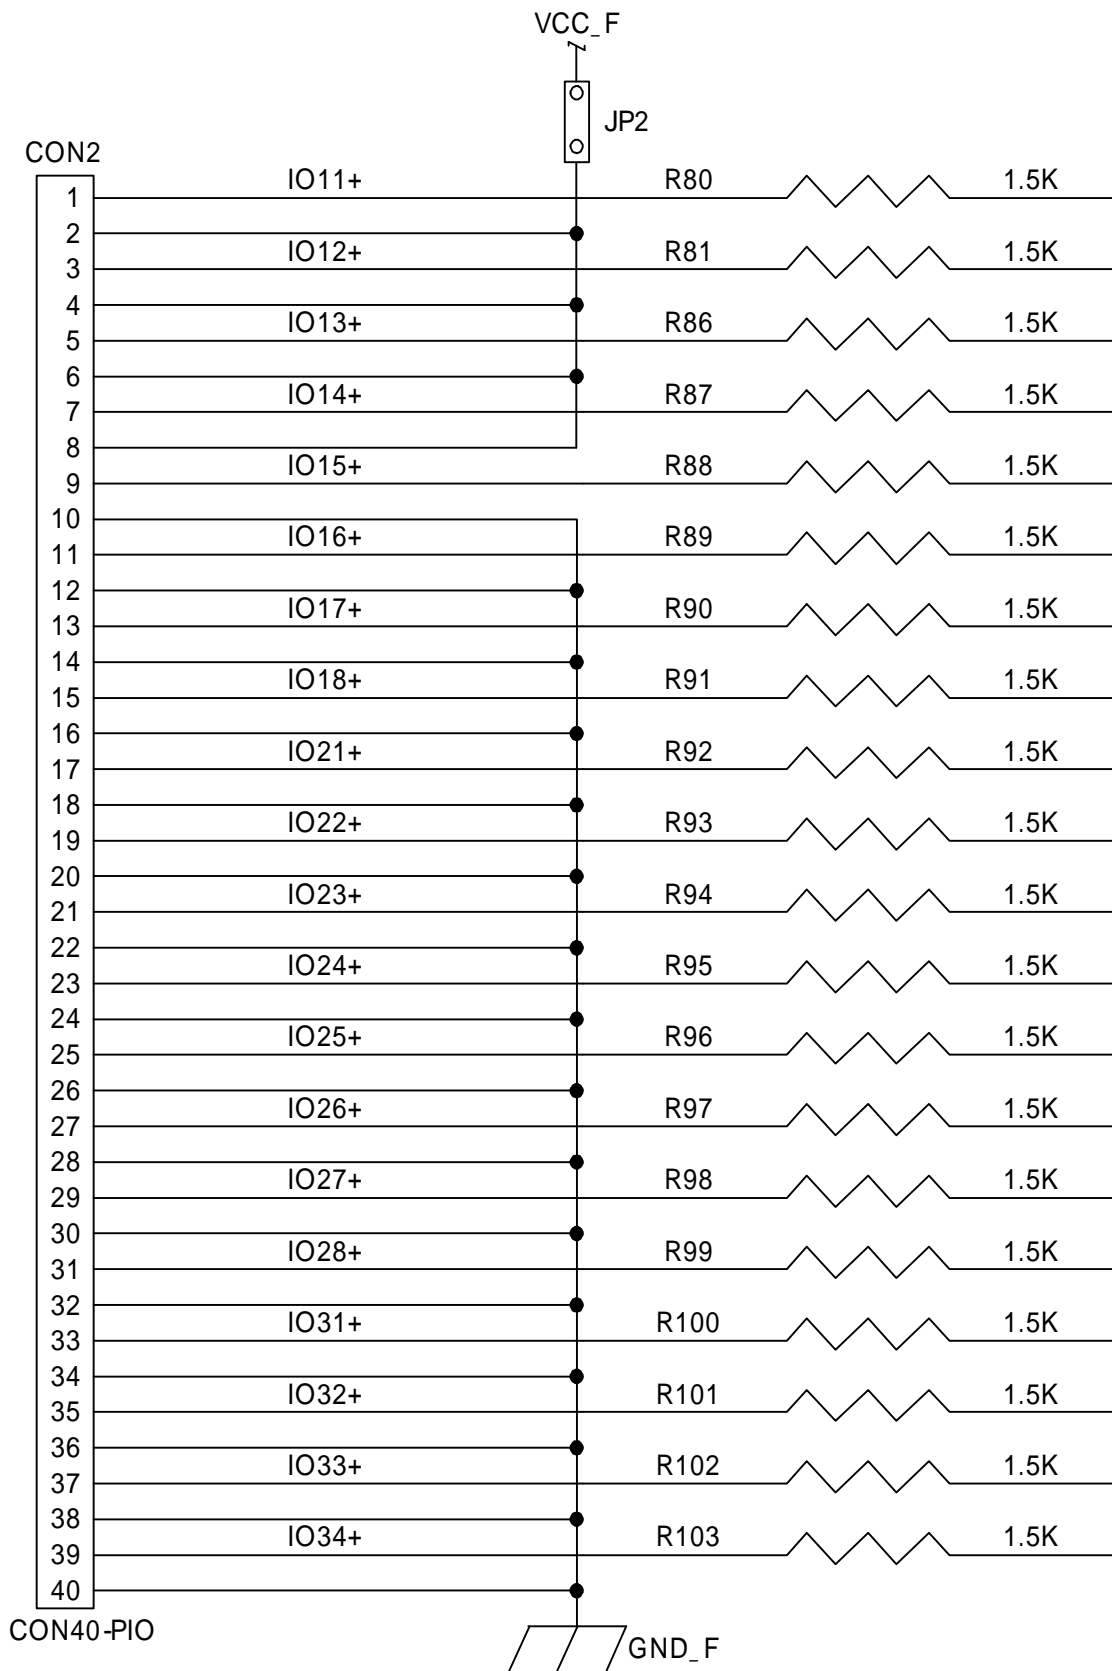 VCC_F
JP2
CON2
1 IO11+ R80 1.5K
2
3 IO12+ R81 1.5K
4
5 IO13+ R86 1.5K
6
7 IO14+ R87 1.5K
8
9 IO15+ R88 1.5K
10
11 IO16+ R89 1.5K
12
13 IO17+ R90 1.5K
14
15 IO18+ R91 1.5K
16
17 IO21+ R92 1.5K
18
19 IO22+ R93 1.5K
20
21 IO23+ R94 1.5K
22
23 IO24+ R95 1.5K
24
25 IO25+ R96 1.5K
26
27 IO26+ R97 1.5K
28
29 IO27+ R98 1.5K
30
31 IO28+ R99 1.5K
32
33 IO31+ R100 1.5K
34
35 IO32+ R101 1.5K
36
37 IO33+ R102 1.5K
38
39 IO34+ R103 1.5K
40
CON40-PIO
GND_F